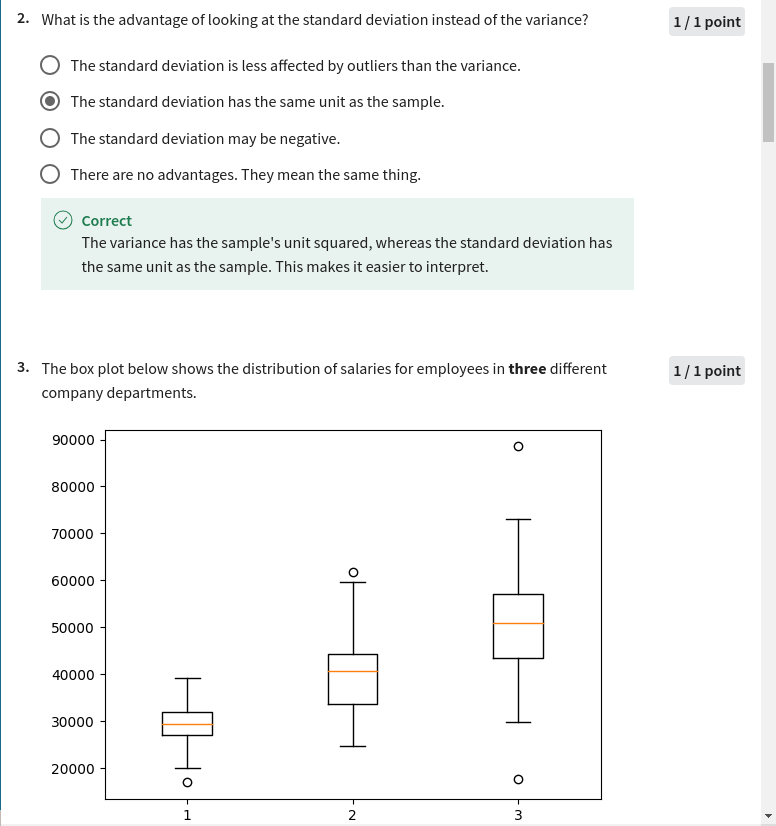 2. What is the advantage of looking at the standard deviation instead of the variance?
1 / 1 point
The standard deviation is less affected by outliers than the variance.
The standard deviation has the same unit as the sample.
The standard deviation may be negative.
There are no advantages. They mean the same thing.
Correct
The variance has the sample's unit squared, whereas the standard deviation has
the same unit as the sample. This makes it easier to interpret.
3. The box plot below shows the distribution of salaries for employees in three different
company departments.
1 / 1 point
90000
80000
70000
60000
50000
40000
30000
20000
1 2 3